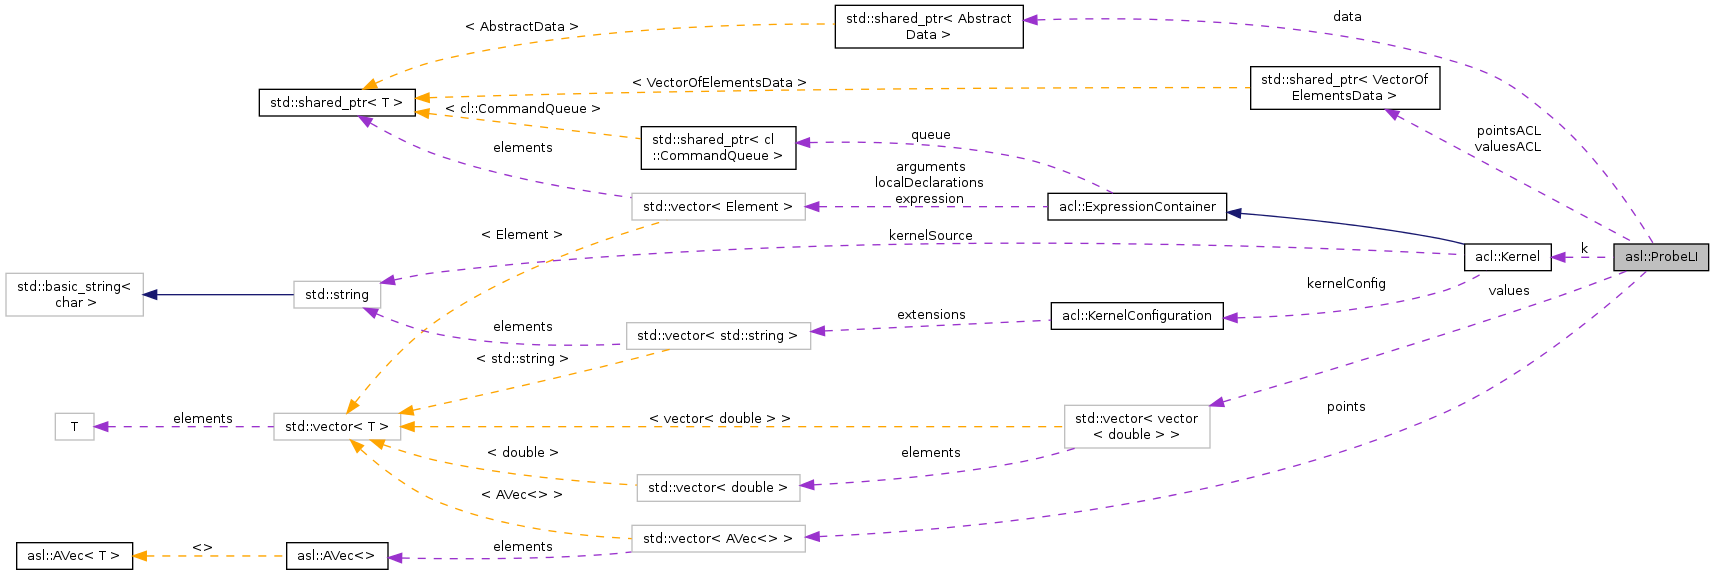 std::shared_ptr< Abstract
Data >
data
< AbstractData >
std::shared_ptr< VectorOf
ElementsData >
< VectorOfElementsData >
std::shared_ptr< T >
< cl::CommandQueue >
std::shared_ptr< cl
::CommandQueue >
queue
pointsACL
valuesACL
elements
arguments
localDeclarations
expression
std::vector< Element >
acl::ExpressionContainer
< Element >
kernelSource
k
acl::Kernel
asl::ProbeLI
std::basic_string<
char >
std::string
kernelConfig
values
elements
extensions
acl::KernelConfiguration
std::vector< std::string >
< std::string >
points
T
elements
std::vector< T >
< vector< double > >
std::vector< vector
< double > >
< double >
elements
std::vector< double >
< AVec<> >
std::vector< AVec<> >
elements
asl::AVec< T >
<>
asl::AVec<>